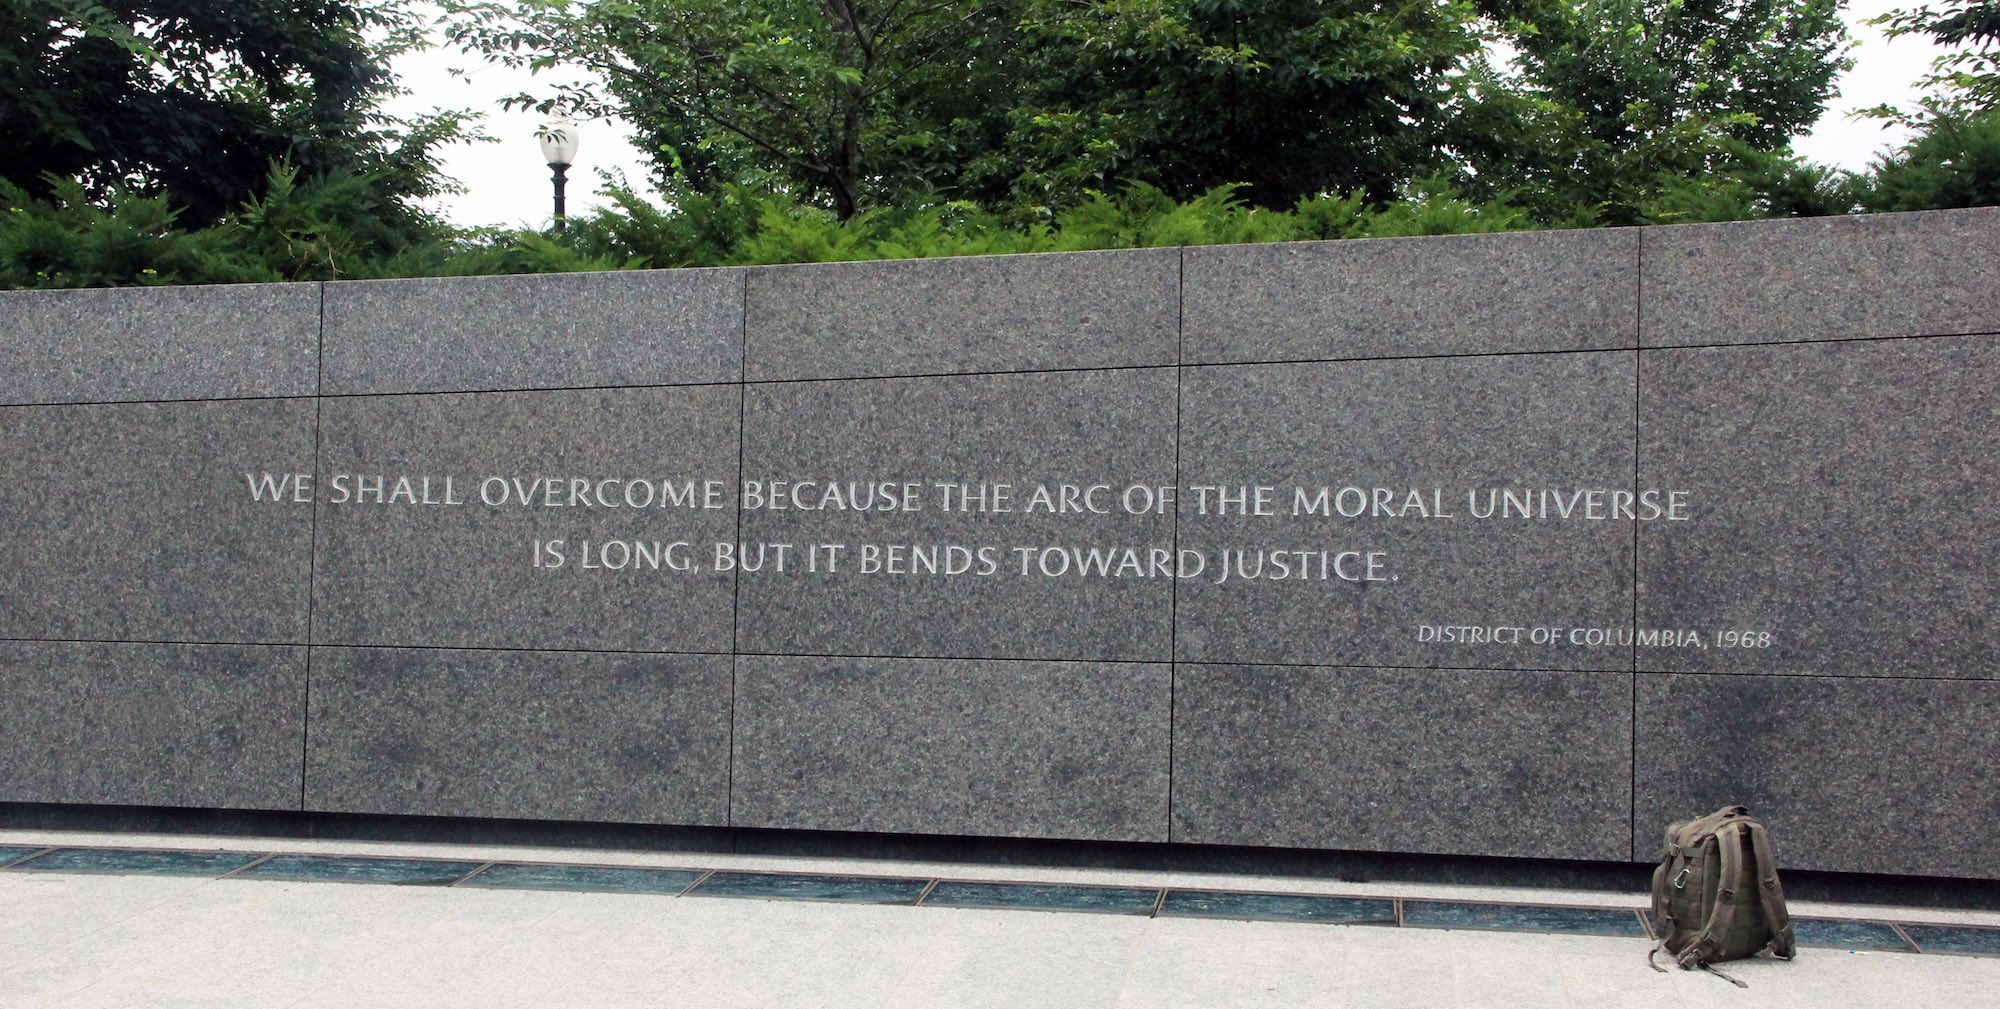 WE SHALL OVERCOME BECAUSE THE ARC OF THE MORAL UNIVERSE
IS LONG, BUT IT BENDS TOWARD JUSTICE.
DISTRICT OF COLUMBIA, 1968